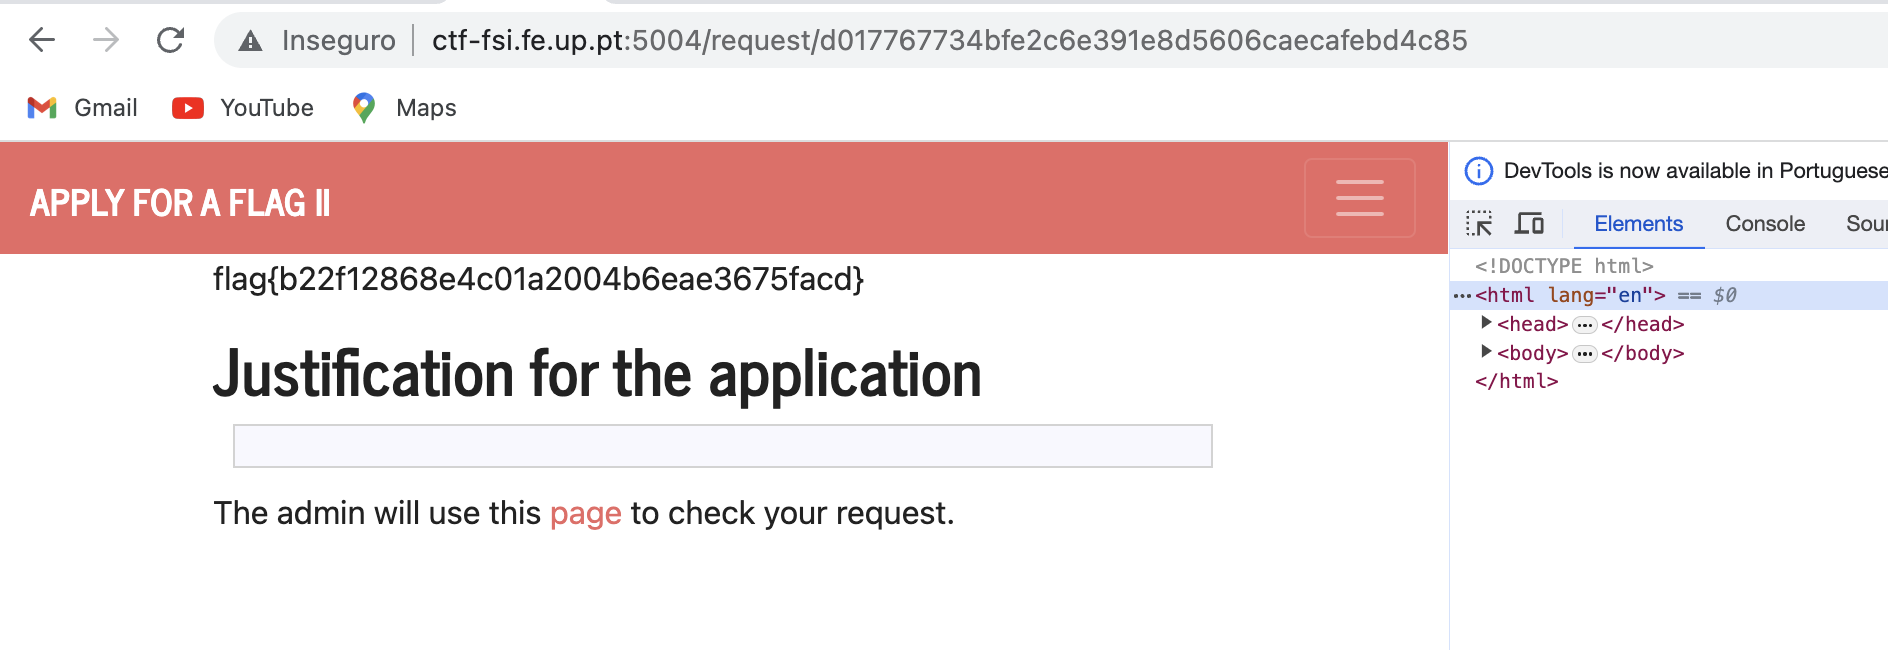 Inseguro ctf-fsi.fe.up.pt:5004/request/d017767734bfe2c6e391e8d5606caecafebd4c85
Gmail YouTube Maps
APPLY FOR A FLAG II
flag{b22f12868e4c01a2004b6eae3675facd}
Justification for the application
The admin will use this page to check your request.
DevTools is now available in Portuguese
Elements Console Sour
<!DOCTYPE html>
<html lang="en"> == $0
<head> … </head>
<body> … </body>
</html>